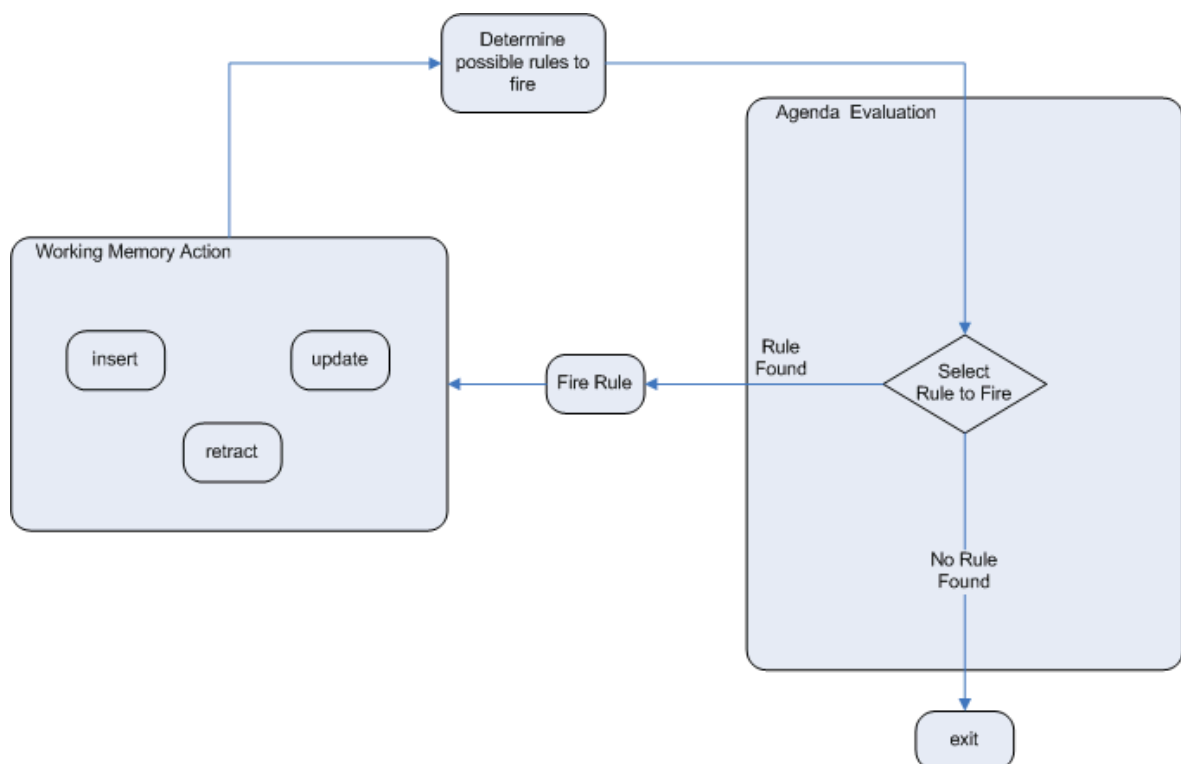 Determine
possible rules to
fire
Agenda Evaluation
Working Memory Action
insert
update
retract
Fire Rule
Rule
Found
Select
Rule to Fire
No Rule
Found
exit